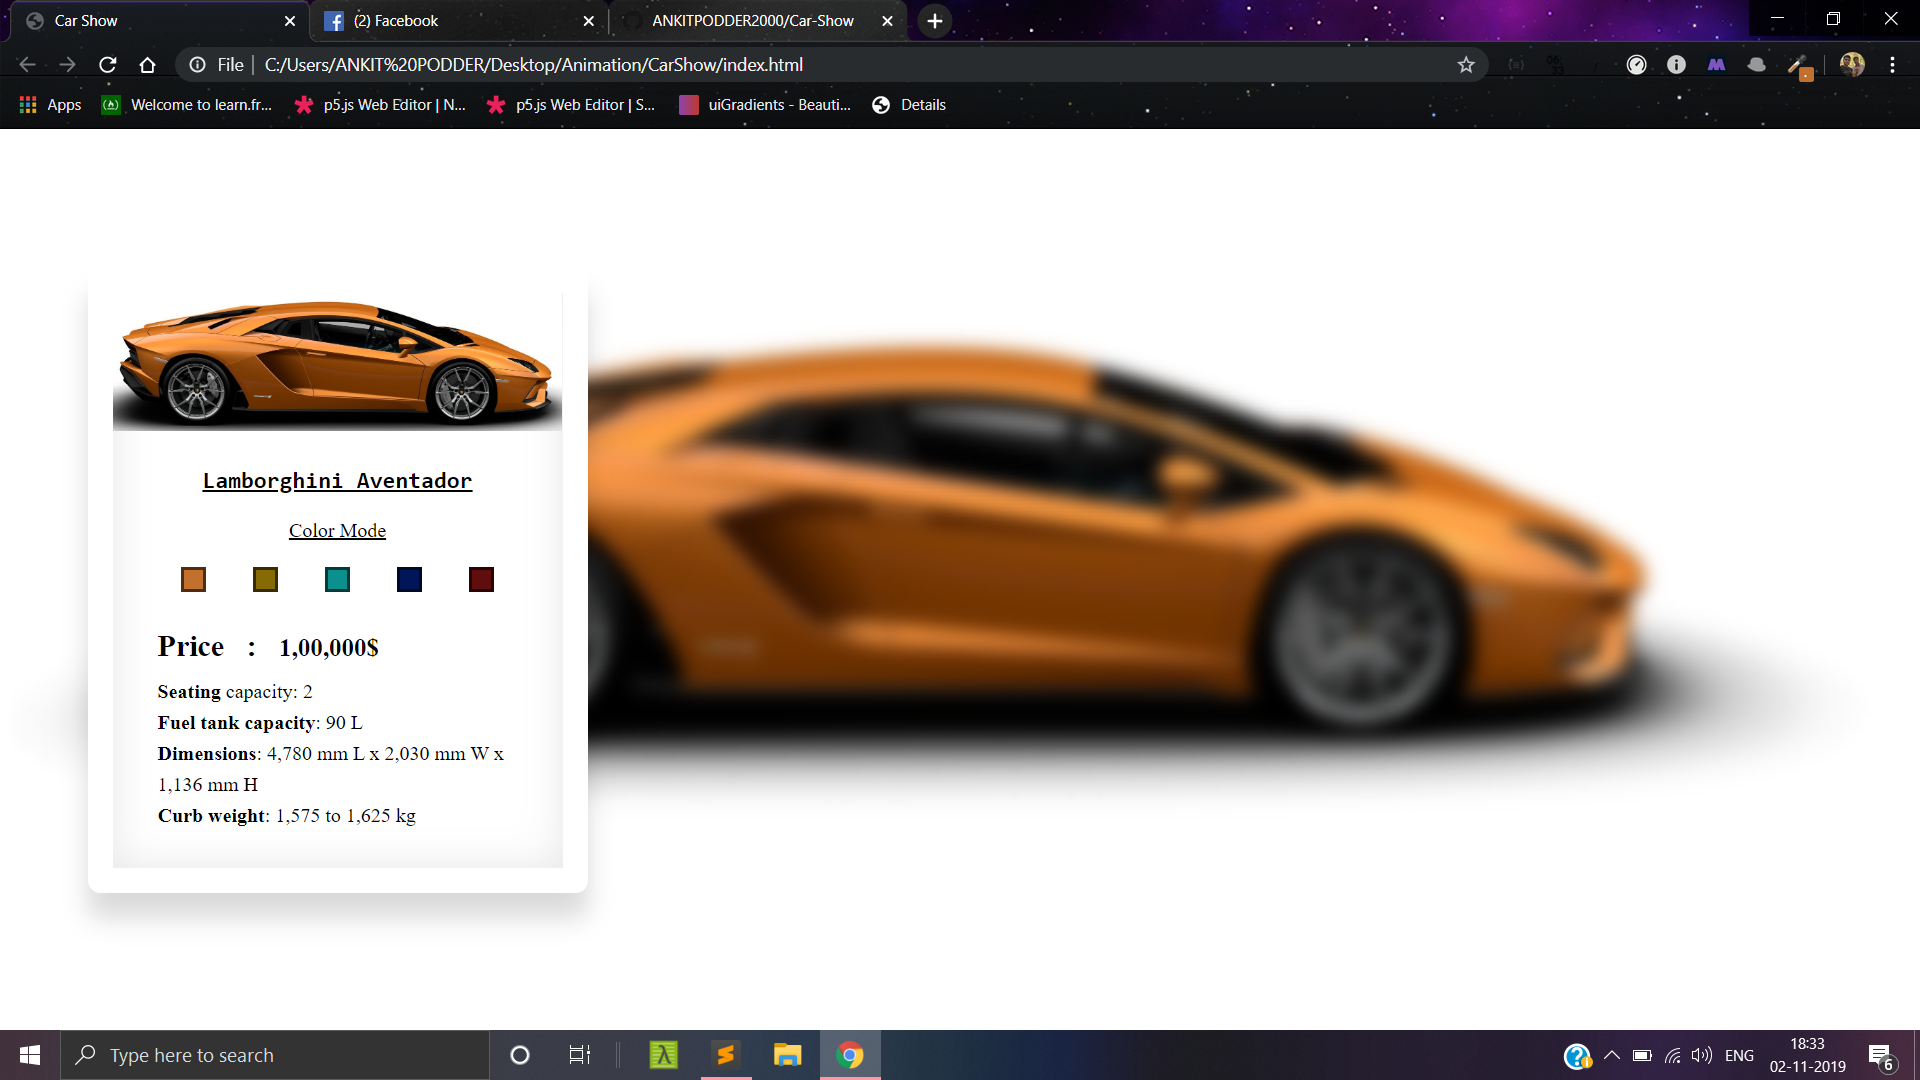 Car Show
(2) Facebook
ANKITPODDER2000/Car-Show
File
C:/Users/ANKIT%20PODDER/Desktop/Animation/CarShow/index.html
Apps
Welcome to learn.fr...
p5.js Web Editor | N...
p5.js Web Editor | S...
uiGradients - Beauti...
Details
Lamborghini Aventador
Color Mode
Price : 1,00,000$
Seating capacity: 2
Fuel tank capacity: 90 L
Dimensions: 4,780 mm L x 2,030 mm W x
1,136 mm H
Curb weight: 1,575 to 1,625 kg
Type here to search
ENG
18:33
02-11-2019
6